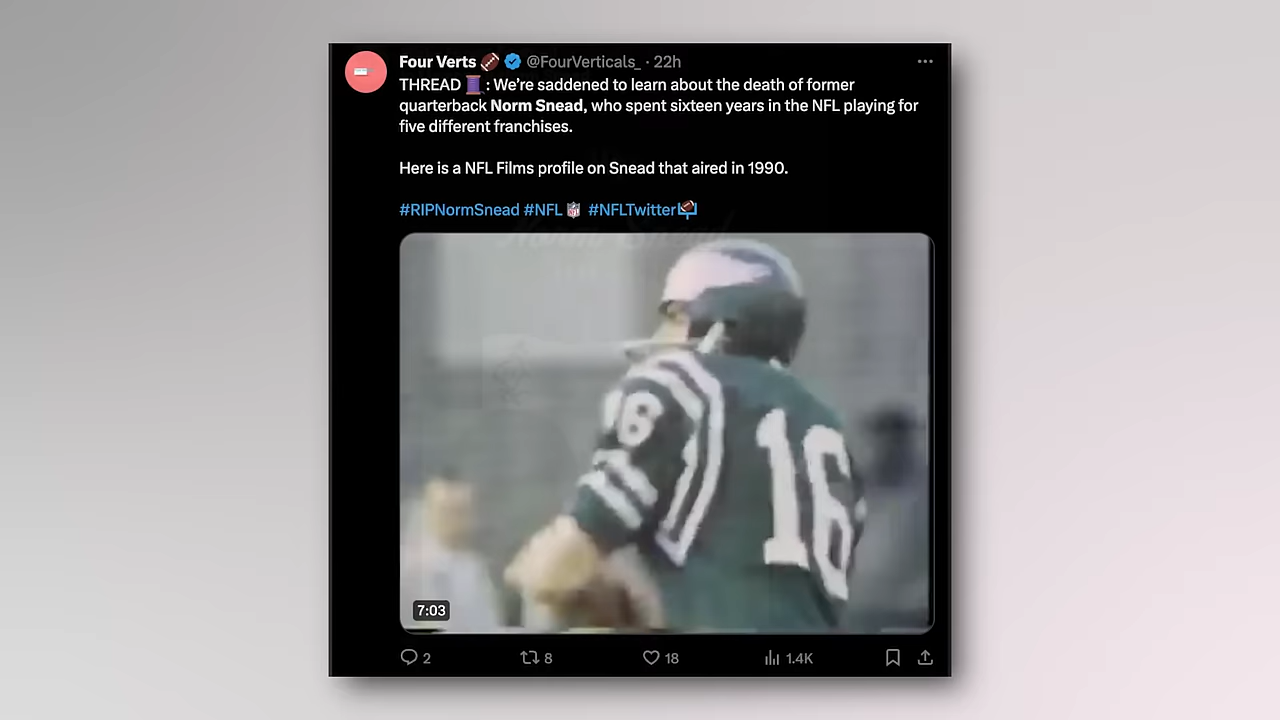 Four Verts 🏈 @FourVerticals_ · 22h
THREAD 🧵: We're saddened to learn about the death of former
quarterback Norm Snead, who spent sixteen years in the NFL playing for
five different franchises.
Here is a NFL Films profile on Snead that aired in 1990.
#RIPNormSnead #NFL #NFLTwitter
16
16
7:03
2
8
18
1.4K